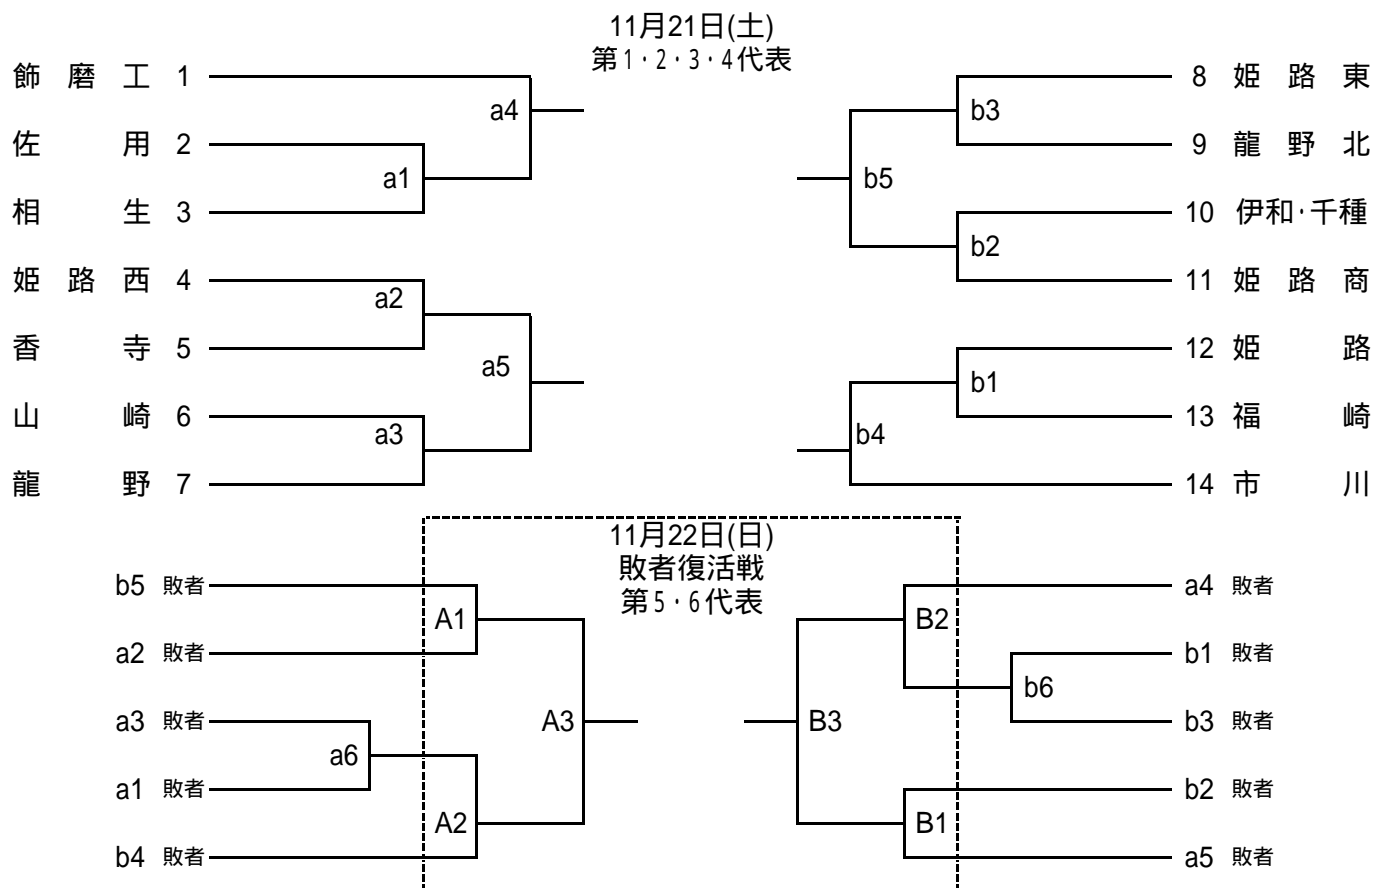 11月21日(土)
第1・2・3・4代表
飾磨工 1
a4
佐用 2
a1
相生 3
姫路西 4
a2
香寺 5
a5
山崎 6
a3
龍野 7
8 姫路東
b3
9 龍野北
b5
10 伊和・千種
b2
11 姫路商
12 姫路
b1
13 福崎
b4
14 市川
11月22日(日)
敗者復活戦
第5・6代表
b5 敗者
A1
a2 敗者
a3 敗者
A3
a6
a1 敗者
A2
b4 敗者
a4 敗者
B2
b1 敗者
b6
b3 敗者
B3
b2 敗者
B1
a5 敗者